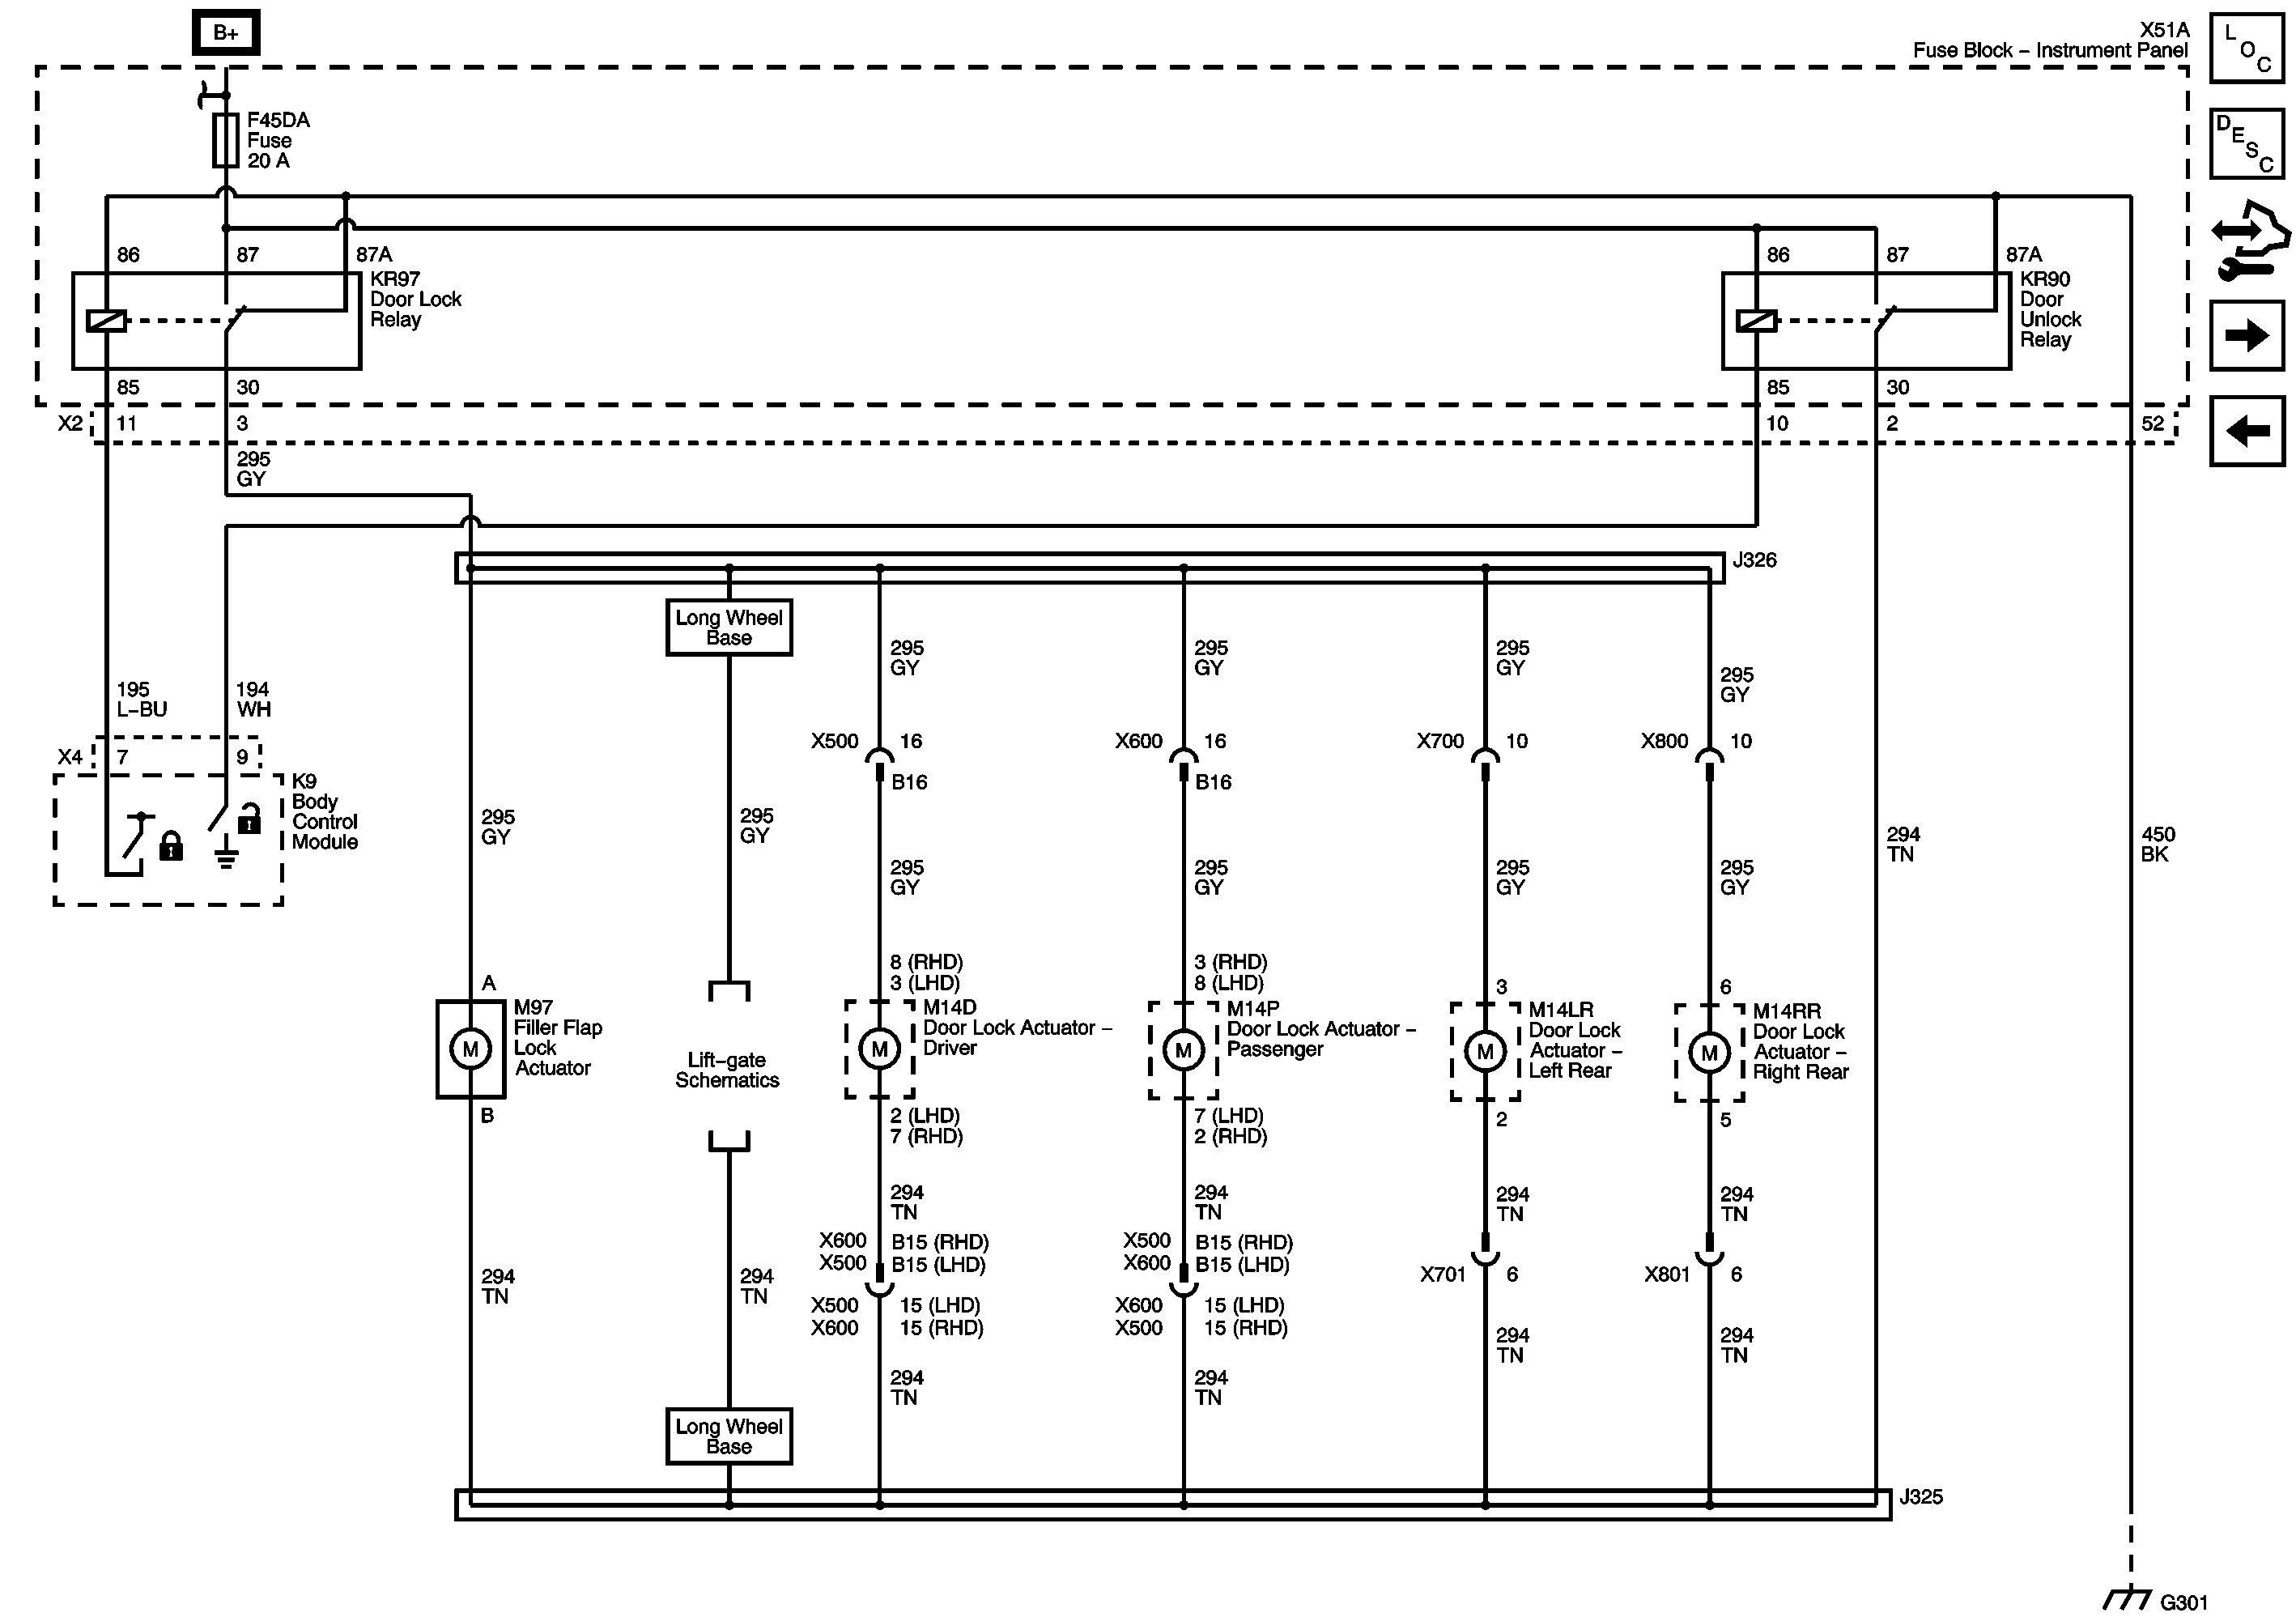 B+
X51A
Fuse Block – Instrument Panel
L
O
C
F45DA
Fuse
20 A
D
E
S
C
86
87
87A
KR97
Door Lock
Relay
86
87
87A
KR90
Door
Unlock
Relay
85
30
85
30
X2
11
3
10
2
52
295
GY
J326
Long Wheel
Base
295
GY
295
GY
295
GY
295
GY
195
L–BU
194
WH
X500
16
B16
X600
16
B16
X700
10
X800
10
X4
7
9
K9
Body
Control
Module
295
GY
295
GY
294
TN
450
BK
295
GY
295
GY
295
GY
295
GY
8 (RHD)
3 (LHD)
3 (RHD)
8 (LHD)
A
3
6
M97
Filler Flap
Lock
Actuator
M
M14D
Door Lock Actuator –
Driver
M
M14P
Door Lock Actuator –
Passenger
M
M14LR
Door Lock
Actuator –
Left Rear
M
M14RR
Door Lock
Actuator –
Right Rear
M
Lift–gate
Schematics
B
2 (LHD)
7 (RHD)
7 (LHD)
2 (RHD)
2
5
294
TN
294
TN
294
TN
294
TN
X600
B15 (RHD)
X500
B15 (LHD)
X500
B15 (RHD)
X600
B15 (LHD)
294
TN
294
TN
X701
6
X801
6
X500
15 (LHD)
X600
15 (RHD)
X600
15 (LHD)
X500
15 (RHD)
294
TN
294
TN
294
TN
294
TN
Long Wheel
Base
J325
G301